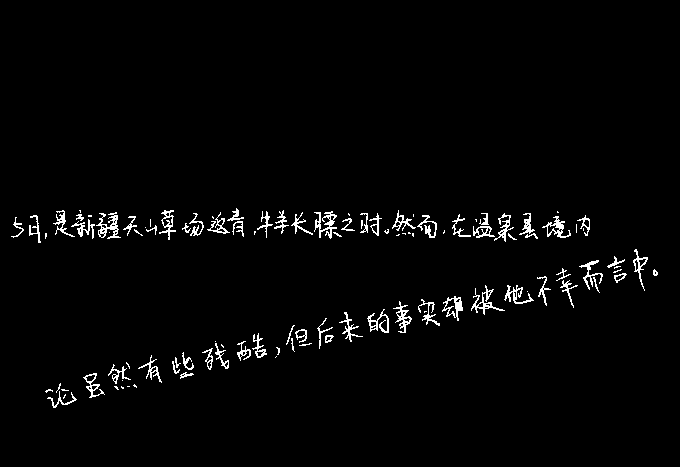 5月,是新疆天山草场返青,牛羊长膘之时。然而,在温泉县境内
论虽然有些残酷,但后来的事实却被他不幸而言中。